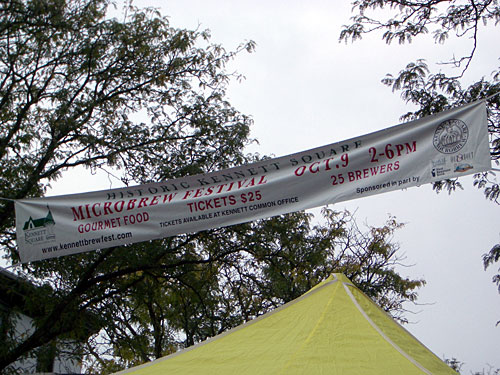 HISTORIC KENNETT SQUARE
MICROBREW FESTIVAL OCT. 9 2-6PM
GOURMET FOOD TICKETS $25 25 BREWERS
TICKETS AVAILABLE AT KENNETT COMMON OFFICE
Sponsored in part by
KENNETT
SQUARE
www.kennettbrewfest.com